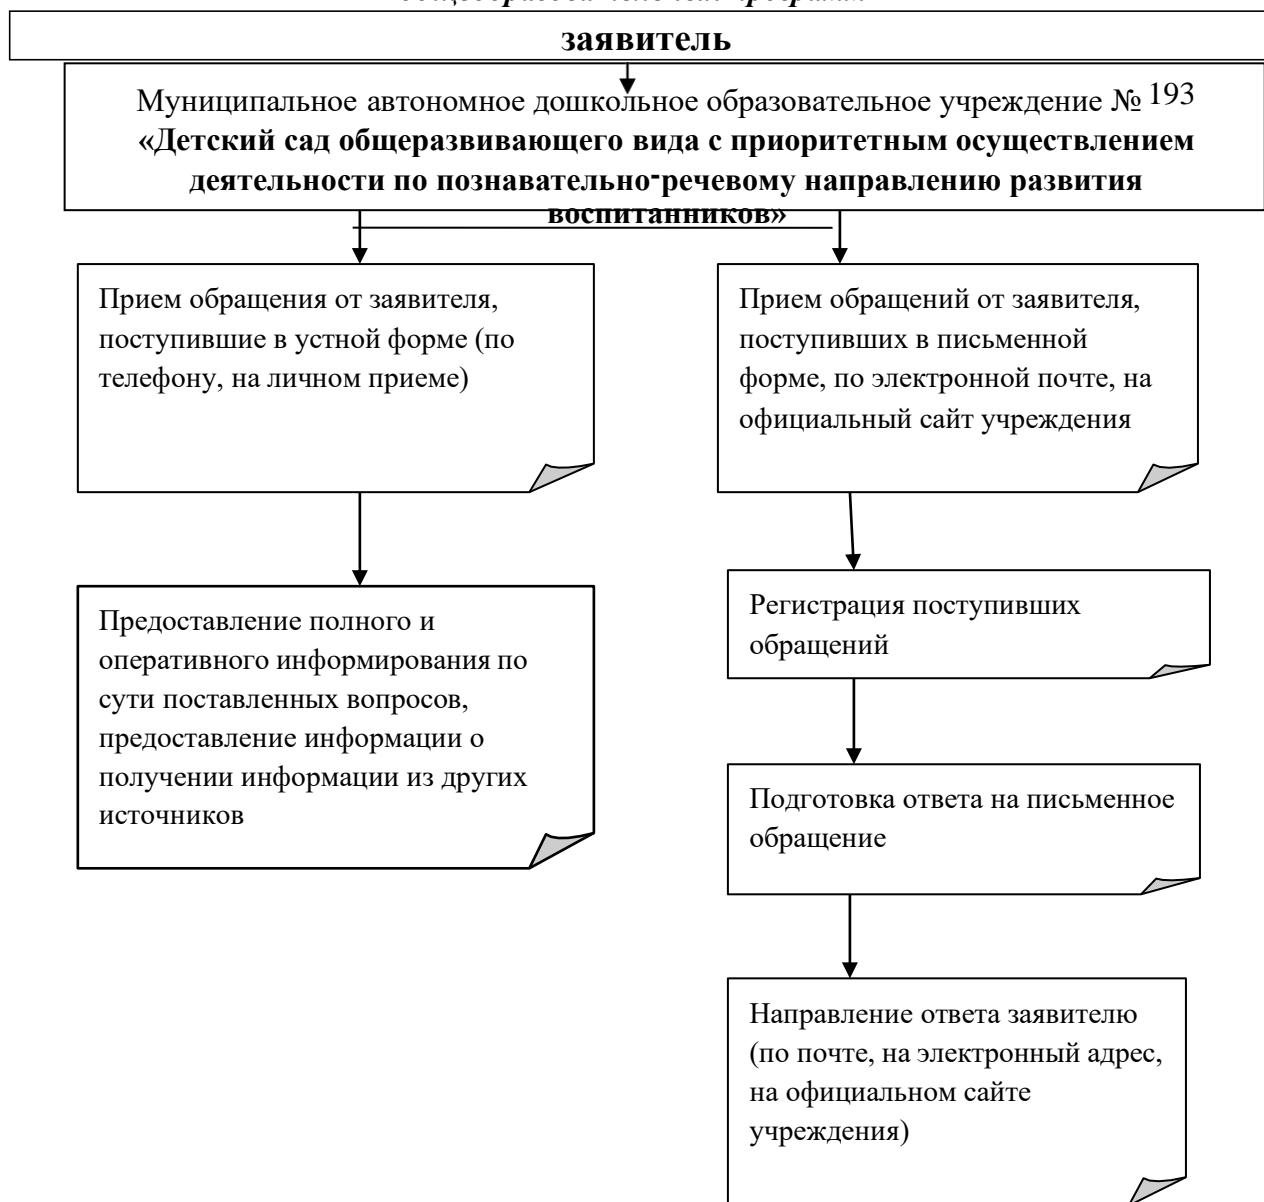 заявитель
Муниципальное автономное дошкольное образовательное учреждение № 193
«Детский сад общеразвивающего вида с приоритетным осуществлением
деятельности по познавательно-речевому направлению развития
воспитанников»
Прием обращения от заявителя,
поступившие в устной форме (по
телефону, на личном приеме)
Прием обращений от заявителя,
поступивших в письменной
форме, по электронной почте, на
официальный сайт учреждения
Предоставление полного и
оперативного информирования по
сути поставленных вопросов,
предоставление информации о
получении информации из других
источников
Регистрация поступивших
обращений
Подготовка ответа на письменное
обращение
Направление ответа заявителю
(по почте, на электронный адрес,
на официальном сайте
учреждения)